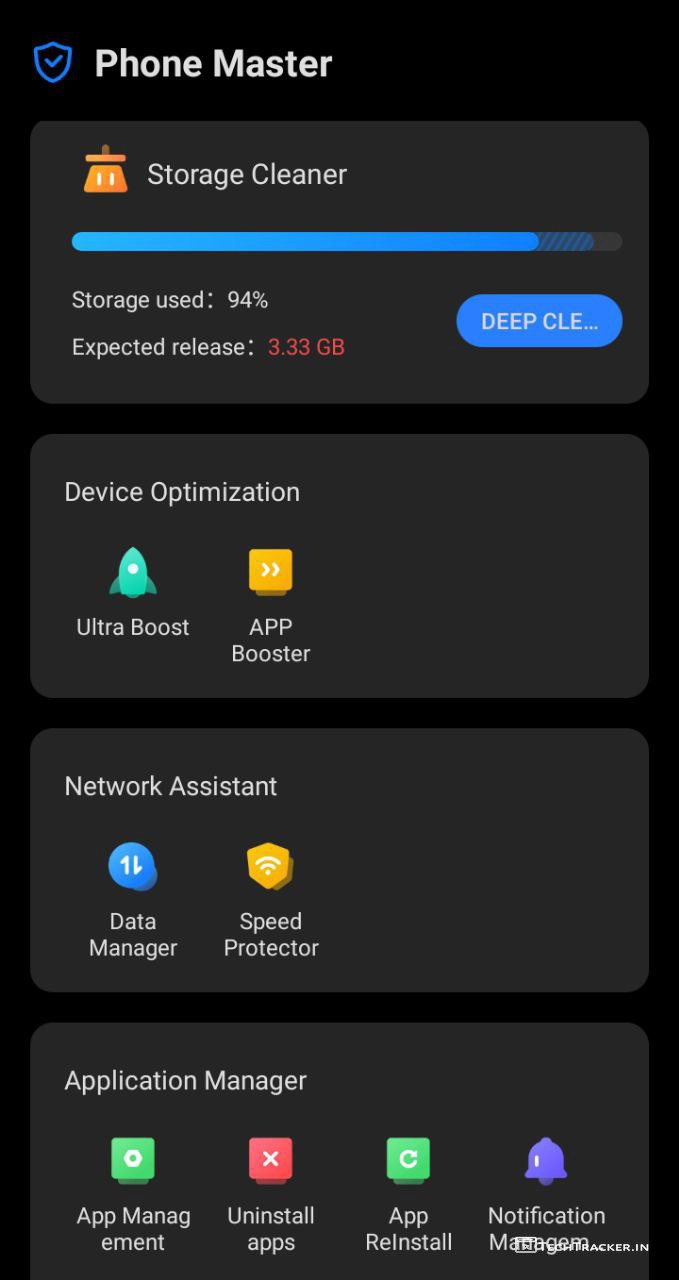 Phone Master
Storage Cleaner
Storage used：94%
Expected release：3.33 GB
DEEP CLE...
Device Optimization
Ultra Boost
APP
Booster
Network Assistant
Data
Manager
Speed
Protector
Application Manager
App Manag
ement
Uninstall
apps
App
ReInstall
Notification
Managem...
TECHTRACKER.IN